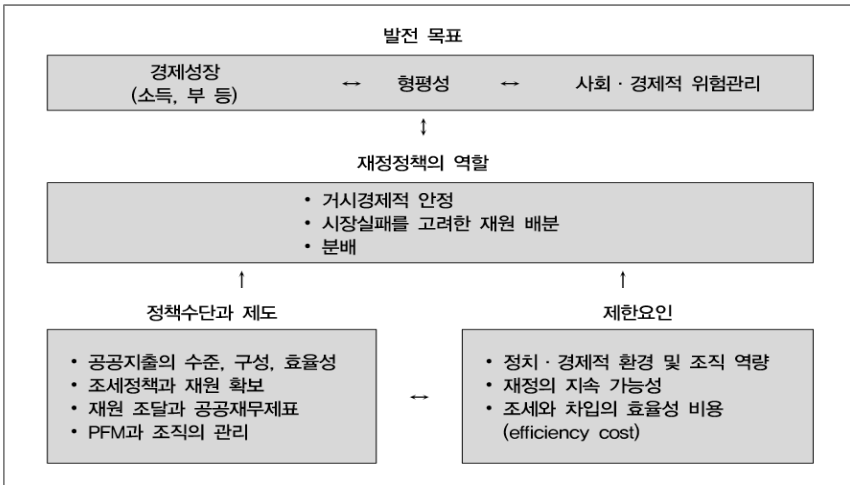 발전 목표
경제성장 ↔ 형평성 ↔ 사회 · 경제적 위험관리
(소득, 부 등)
↕
재정정책의 역할
• 거시경제적 안정
• 시장실패를 고려한 재원 배분
• 분배
↑ ↑
정책수단과 제도
• 공공지출의 수준, 구성, 효율성
• 조세정책과 재원 확보
• 재원 조달과 공공재무제표
• PFM과 조직의 관리
↔
제한요인
• 정치 · 경제적 환경 및 조직 역량
• 재정의 지속 가능성
• 조세와 차입의 효율성 비용
(efficiency cost)